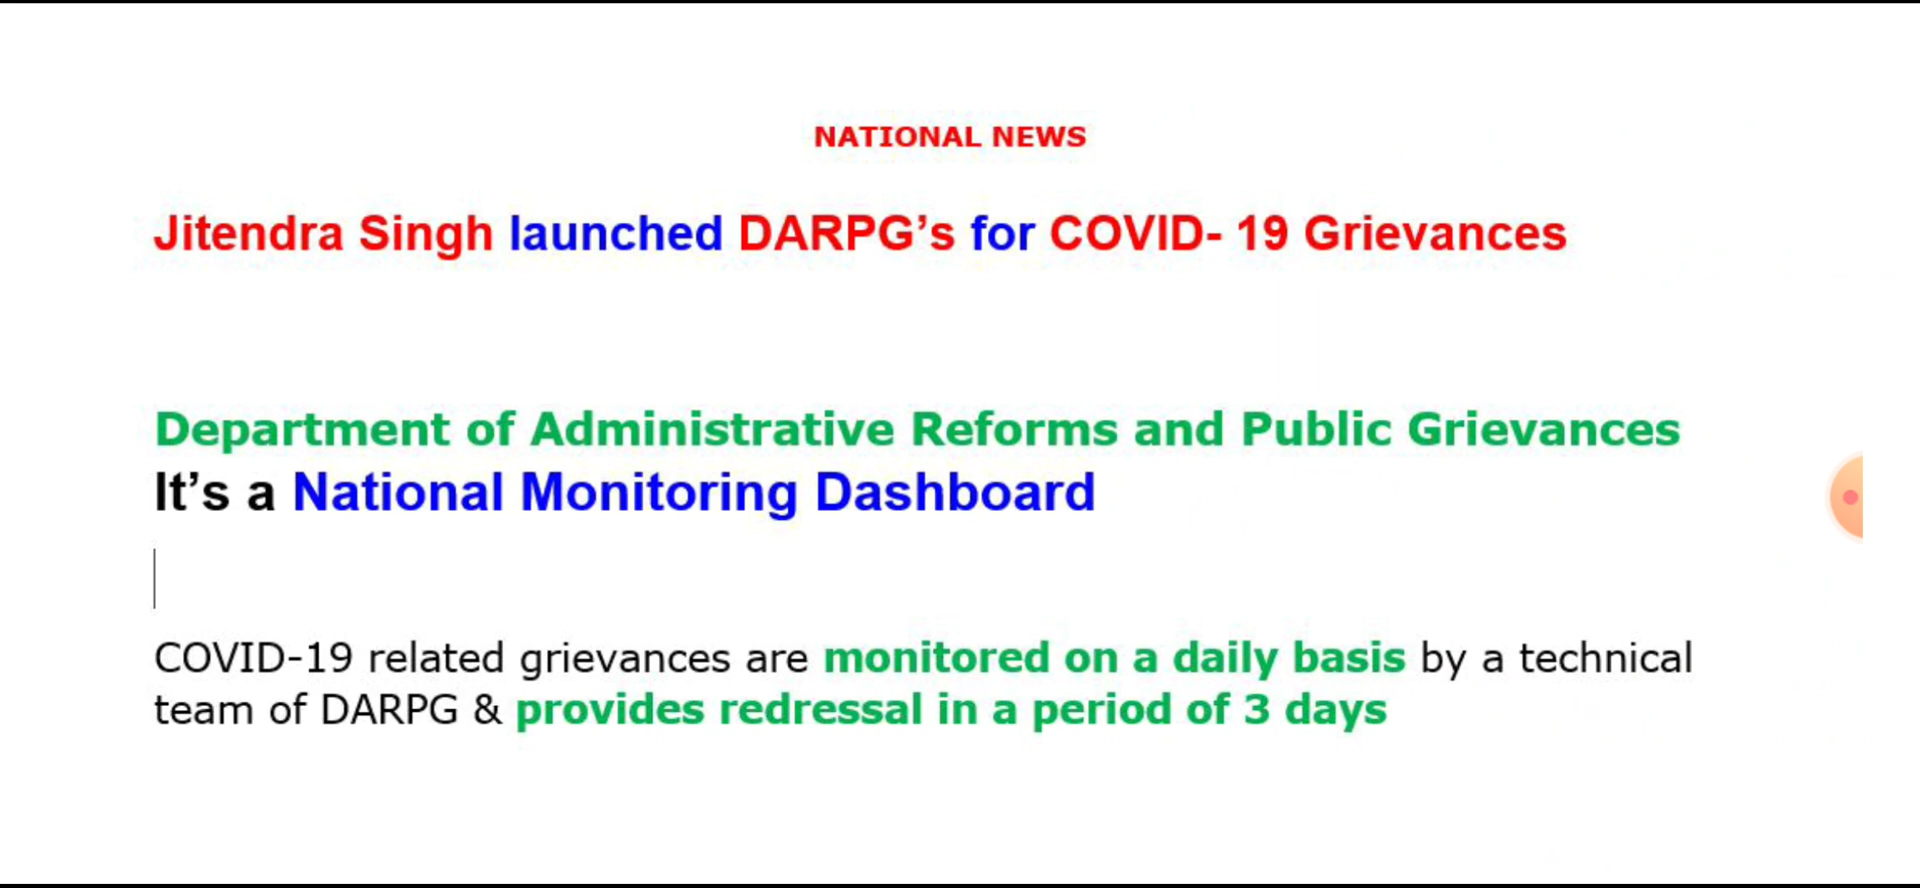 NATIONAL NEWS
Jitendra Singh launched DARPG’s for COVID- 19 Grievances
Department of Administrative Reforms and Public Grievances
It’s a National Monitoring Dashboard
COVID-19 related grievances are monitored on a daily basis by a technical
team of DARPG & provides redressal in a period of 3 days